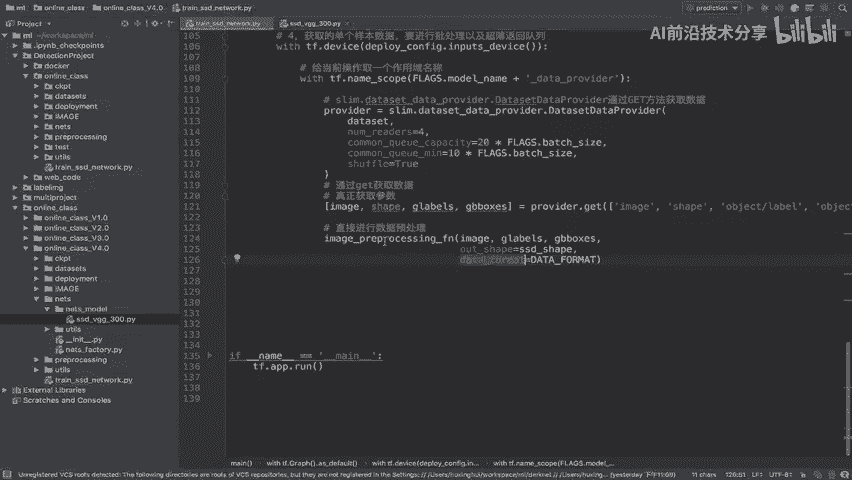 train_ssd_network.py
prediction
Project
train_ssd_network.py
ssd_vgg_300.py
AI前沿技术分享 bilibili
ml ~/workspace/ml
.ipynb_checkpoints
DetectionProject
docker
online_class
ckpt
datasets
deployment
IMAGE
nets
preprocessing
test
utils
train_ssd_network.py
web_code
labelimg
multiproject
online_class
online_class_V1.0
online_class_V2.0
online_class_V3.0
online_class_V4.0
ckpt
datasets
deployment
IMAGE
nets
nets_model
ssd_vgg_300.py
utils
__init__.py
nets_factory.py
preprocessing
utils
train_ssd_network.py
External Libraries
Scratches and Consoles
105 # 4, 获取的单个样本数据，要进行批处理以及超障返回队列
106 with tf.device(deploy_config.inputs_device()):
107
108 # 给当前操作取一个作用域名称
109 with tf.name_scope(FLAGS.model_name + '_data_provider'):
110
111 # slim.dataset_data_provider.DatasetDataProvider通过GET方法获取数据
112 provider = slim.dataset_data_provider.DatasetDataProvider(
113 dataset,
114 num_readers=4,
115 common_queue_capacity=20 * FLAGS.batch_size,
116 common_queue_min=10 * FLAGS.batch_size,
117 shuffle=True
118 )
119 # 通过get获取数据
120 # 真正获取参数
121 [image, shape, glabels, gbboxes] = provider.get(['image', 'shape', 'object/label', 'objec
122
123 # 直接进行数据预处理
124 image_preprocessing_fn(image, glabels, gbboxes,
125 out_shape=ssd_shape,
126 data_format=DATA_FORMAT)
127
128
129
130
131
132
133
134
135 if __name__ == '__main__':
136 tf.app.run()
137
138
139
main() with tf.Graph().as_default() with tf.device(deploy_config.in... with tf.name_scope(FLAGS.model_...
Unregistered VCS roots detected: The following directories are roots of VCS repositories, but they are not registered in the Settings:
(yesterday 下午11:09) 11 chars 126:51 LF UTF-8